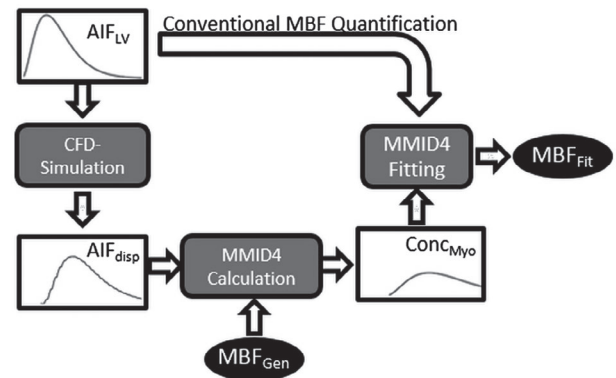 AIF_LV
Conventional MBF Quantification
CFD-
Simulation
MMID4
Fitting
MBF_Fit
AIF_disp
MMID4
Calculation
Conc_Myo
MBF_Gen